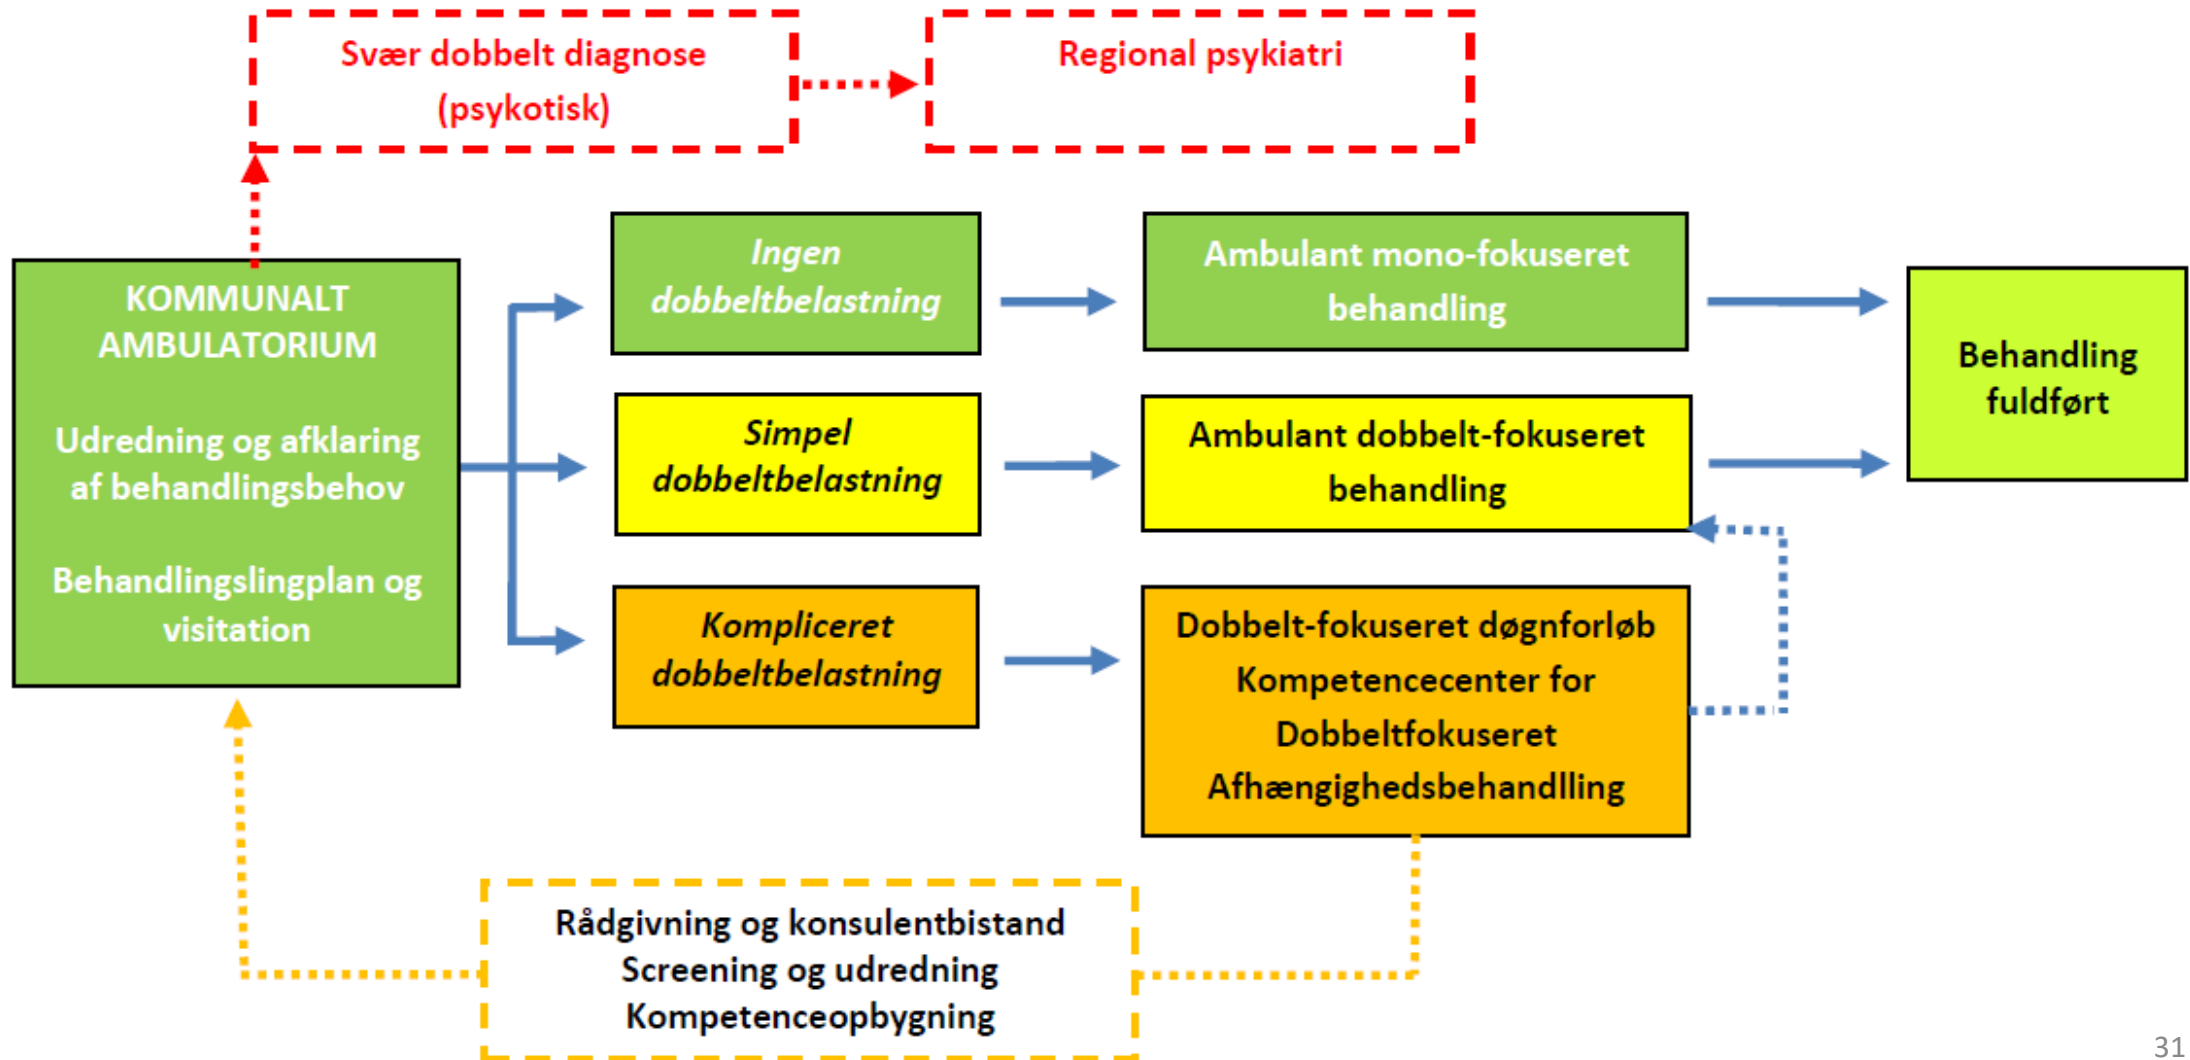 Svær dobbelt diagnose
(psykotisk)
Regional psykiatri
KOMMUNALT
AMBULATORIUM
Udredning og afklaring
af behandlingsbehov
Behandlingslingplan og
visitation
Ingen
dobbeltbelastning
Ambulant mono-fokuseret
behandling
Simpel
dobbeltbelastning
Ambulant dobbelt-fokuseret
behandling
Kompliceret
dobbeltbelastning
Dobbelt-fokuseret døgnforløb
Kompetencecenter for
Dobbeltfokuseret
Afhængighedsbehandlling
Behandling
fuldført
Rådgivning og konsulentbistand
Screening og udredning
Kompetenceopbygning
31